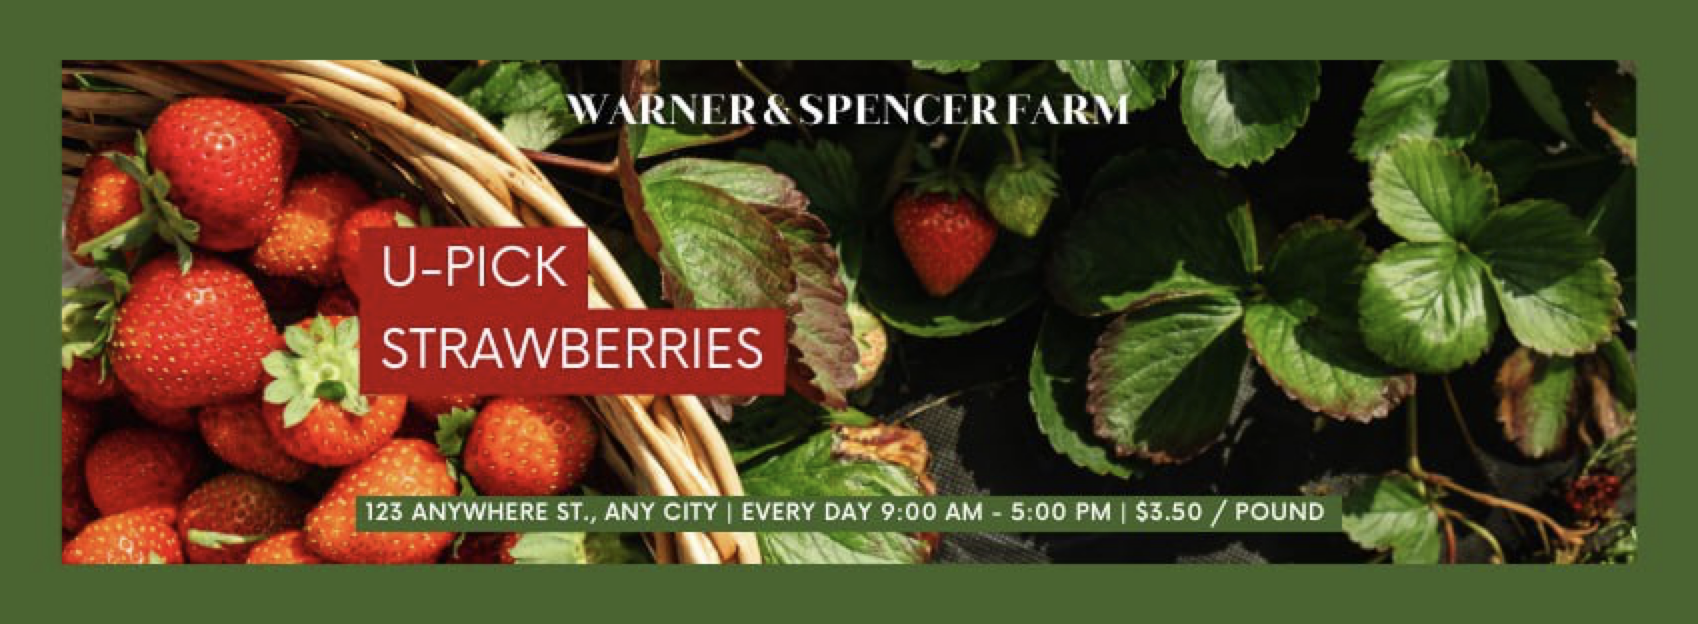 WARNER & SPENCER FARM
U-PICK
STRAWBERRIES
123 ANYWHERE ST., ANY CITY | EVERY DAY 9:00 AM - 5:00 PM | $3.50 / POUND